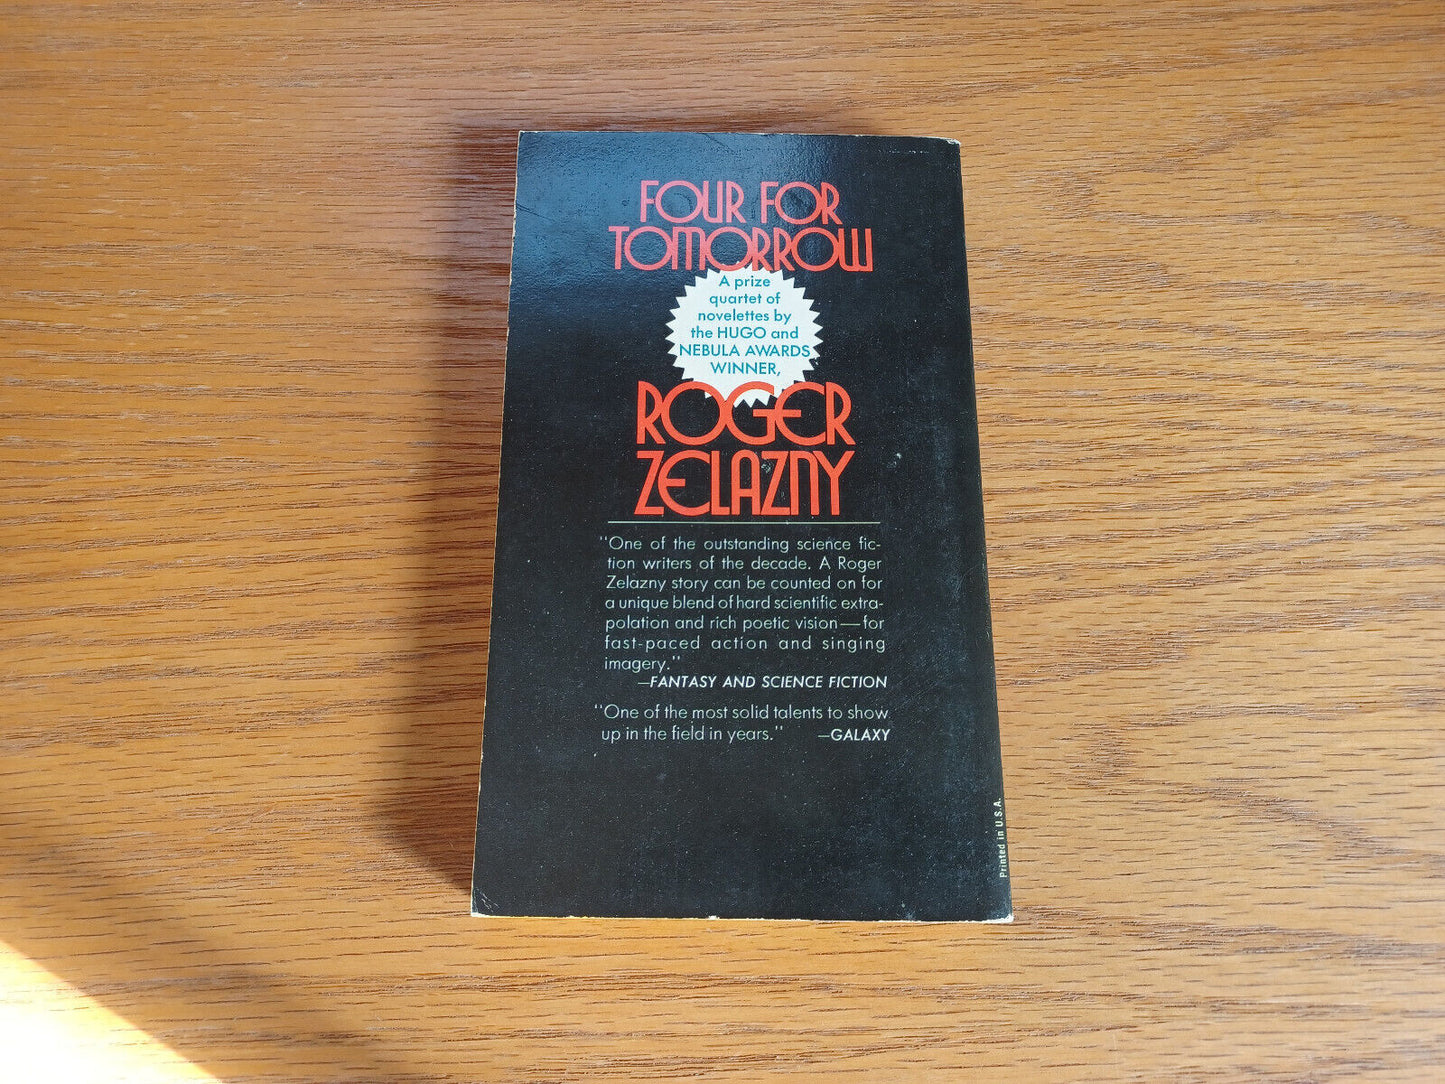 FOUR FOR
TOMORROW
A prize
quartet of
novelettes by
the HUGO and
NEBULA AWARDS
WINNER,
ROGER
ZELAZNY
"One of the outstanding science fic-
tion writers of the decade. A Roger
Zelazny story can be counted on for
a unique blend of hard scientific extra-
polation and rich poetic vision—for
fast-paced action and singing
imagery."
—FANTASY AND SCIENCE FICTION
"One of the most solid talents to show
up in the field in years." —GALAXY
Printed in U.S.A.